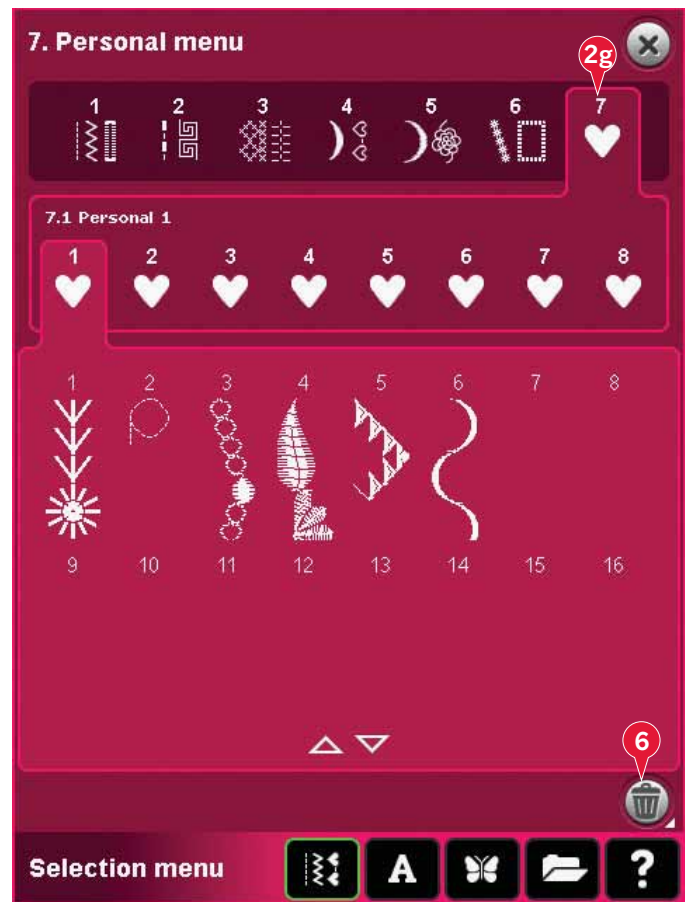 7. Personal menu
2g
1 2 3 4 5 6 7
7.1 Personal 1
1 2 3 4 5 6 7 8
1 2 3 4 5 6 7 8
9 10 11 12 13 14 15 16
6
Selection menu A ?